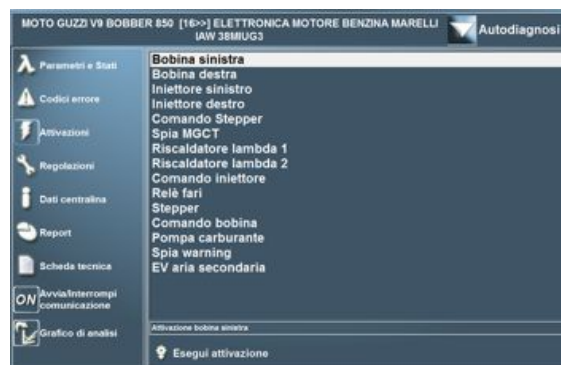 MOTO GUZZI V9 BOBBER 850 [16>>] ELETTRONICA MOTORE BENZINA MARELLI
IAW 38MIUG3
Autodiagnosi
Parametri e Stati
Codici errore
Attivazioni
Regolazioni
Dati centralina
Report
Scheda tecnica
ON Avvia/Interrompi
comunicazione
Grafico di analisi
Bobina sinistra
Bobina destra
Iniettore sinistro
Iniettore destro
Comando Stepper
Spia MGCT
Riscaldatore lambda 1
Riscaldatore lambda 2
Comando iniettore
Relè fari
Stepper
Comando bobina
Pompa carburante
Spia warning
EV aria secondaria
Attivazione bobina sinistra
Esegui attivazione